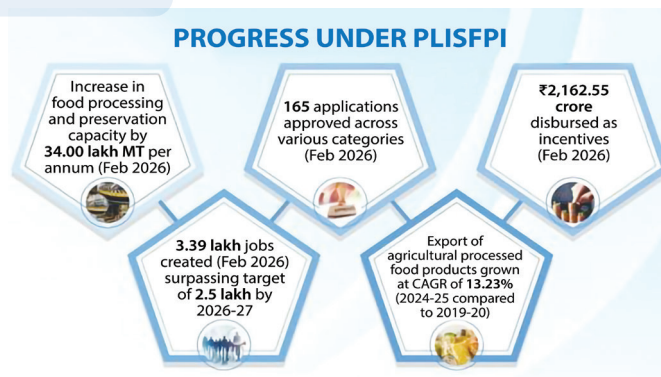 PROGRESS UNDER PLISFPI
Increase in
food processing
and preservation
capacity by
34.00 lakh MT per
annum (Feb 2026)
165 applications
approved across
various categories
(Feb 2026)
₹2,162.55
crore
disbursed as
incentives
(Feb 2026)
3.39 lakh jobs
created (Feb 2026)
surpassing target
of 2.5 lakh by
2026-27
Export of
agricultural processed
food products grown
at CAGR of 13.23%
(2024-25 compared
to 2019-20)